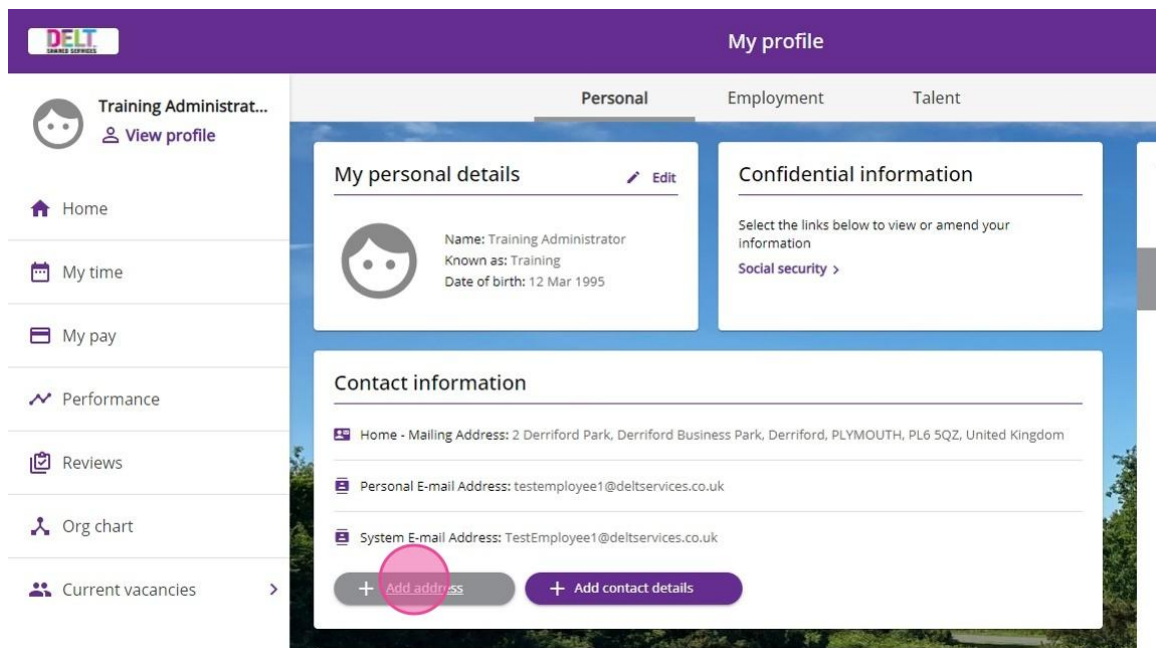 DELT
SHARED SERVICES
My profile
Training Administrat...
View profile
Home
My time
My pay
Performance
Reviews
Org chart
Current vacancies
Personal
Employment
Talent
My personal details
Edit
Name: Training Administrator
Known as: Training
Date of birth: 12 Mar 1995
Confidential information
Select the links below to view or amend your
information
Social security >
Contact information
Home - Mailing Address: 2 Derriford Park, Derriford Business Park, Derriford, PLYMOUTH, PL6 5QZ, United Kingdom
Personal E-mail Address: testemployee1@deltservices.co.uk
System E-mail Address: TestEmployee1@deltservices.co.uk
+ Add address
+ Add contact details